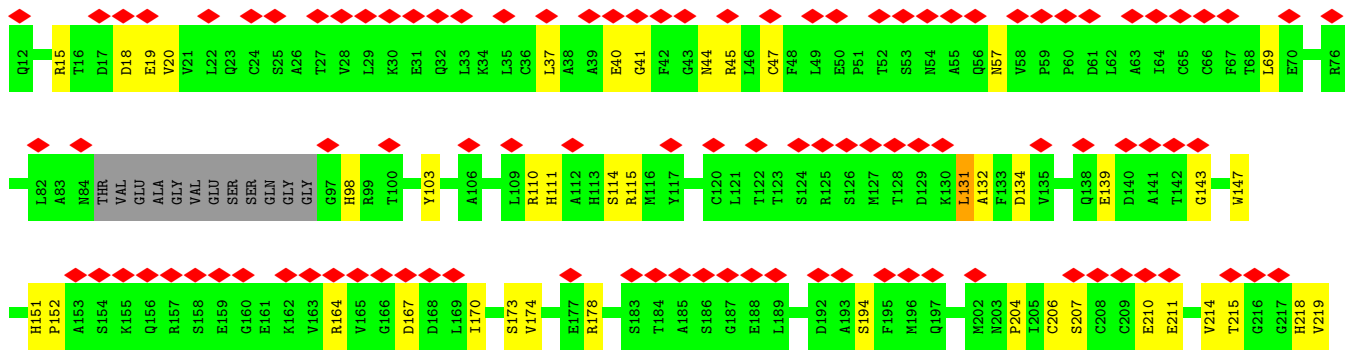 Q12 R15 T16 D17 D18 E19 V20 V21 L22 Q23 C24 S25 A26 T27 V28 L29 K30 E31 Q32 L33 K34 L35 C36 L37 A38 A39 E40 G41 F42 G43 N44 R45 L46 C47 F48 L49 E50 P51 T52 S53 N54 A55 Q56 N57 V58 P59 P60 D61 L62 A63 I64 C65 C66 F67 T68 L69 E70 R76
L82 A83 N84 THR VAL GLU ALA GLY VAL GLU SER SER GLN GLY GLY G97 H98 R99 T100 Y103 A106 L109 R110 H111 A112 H113 S114 R115 M116 Y117 C120 L121 T122 T123 S124 R125 S126 M127 T128 D129 K130 L131 A132 F133 D134 V135 Q138 E139 D140 A141 T142 G143 W147
H151 P152 A153 S154 K155 Q156 R157 S158 E159 G160 E161 K162 V163 R164 V165 G166 D167 D168 L169 I170 S173 V174 E177 R178 S183 T184 A185 S186 G187 E188 L189 D192 A193 S194 F195 M196 Q197 M202 N203 P204 I205 C206 S207 C208 C209 E210 E211 V214 T215 G216 G217 H218 V219